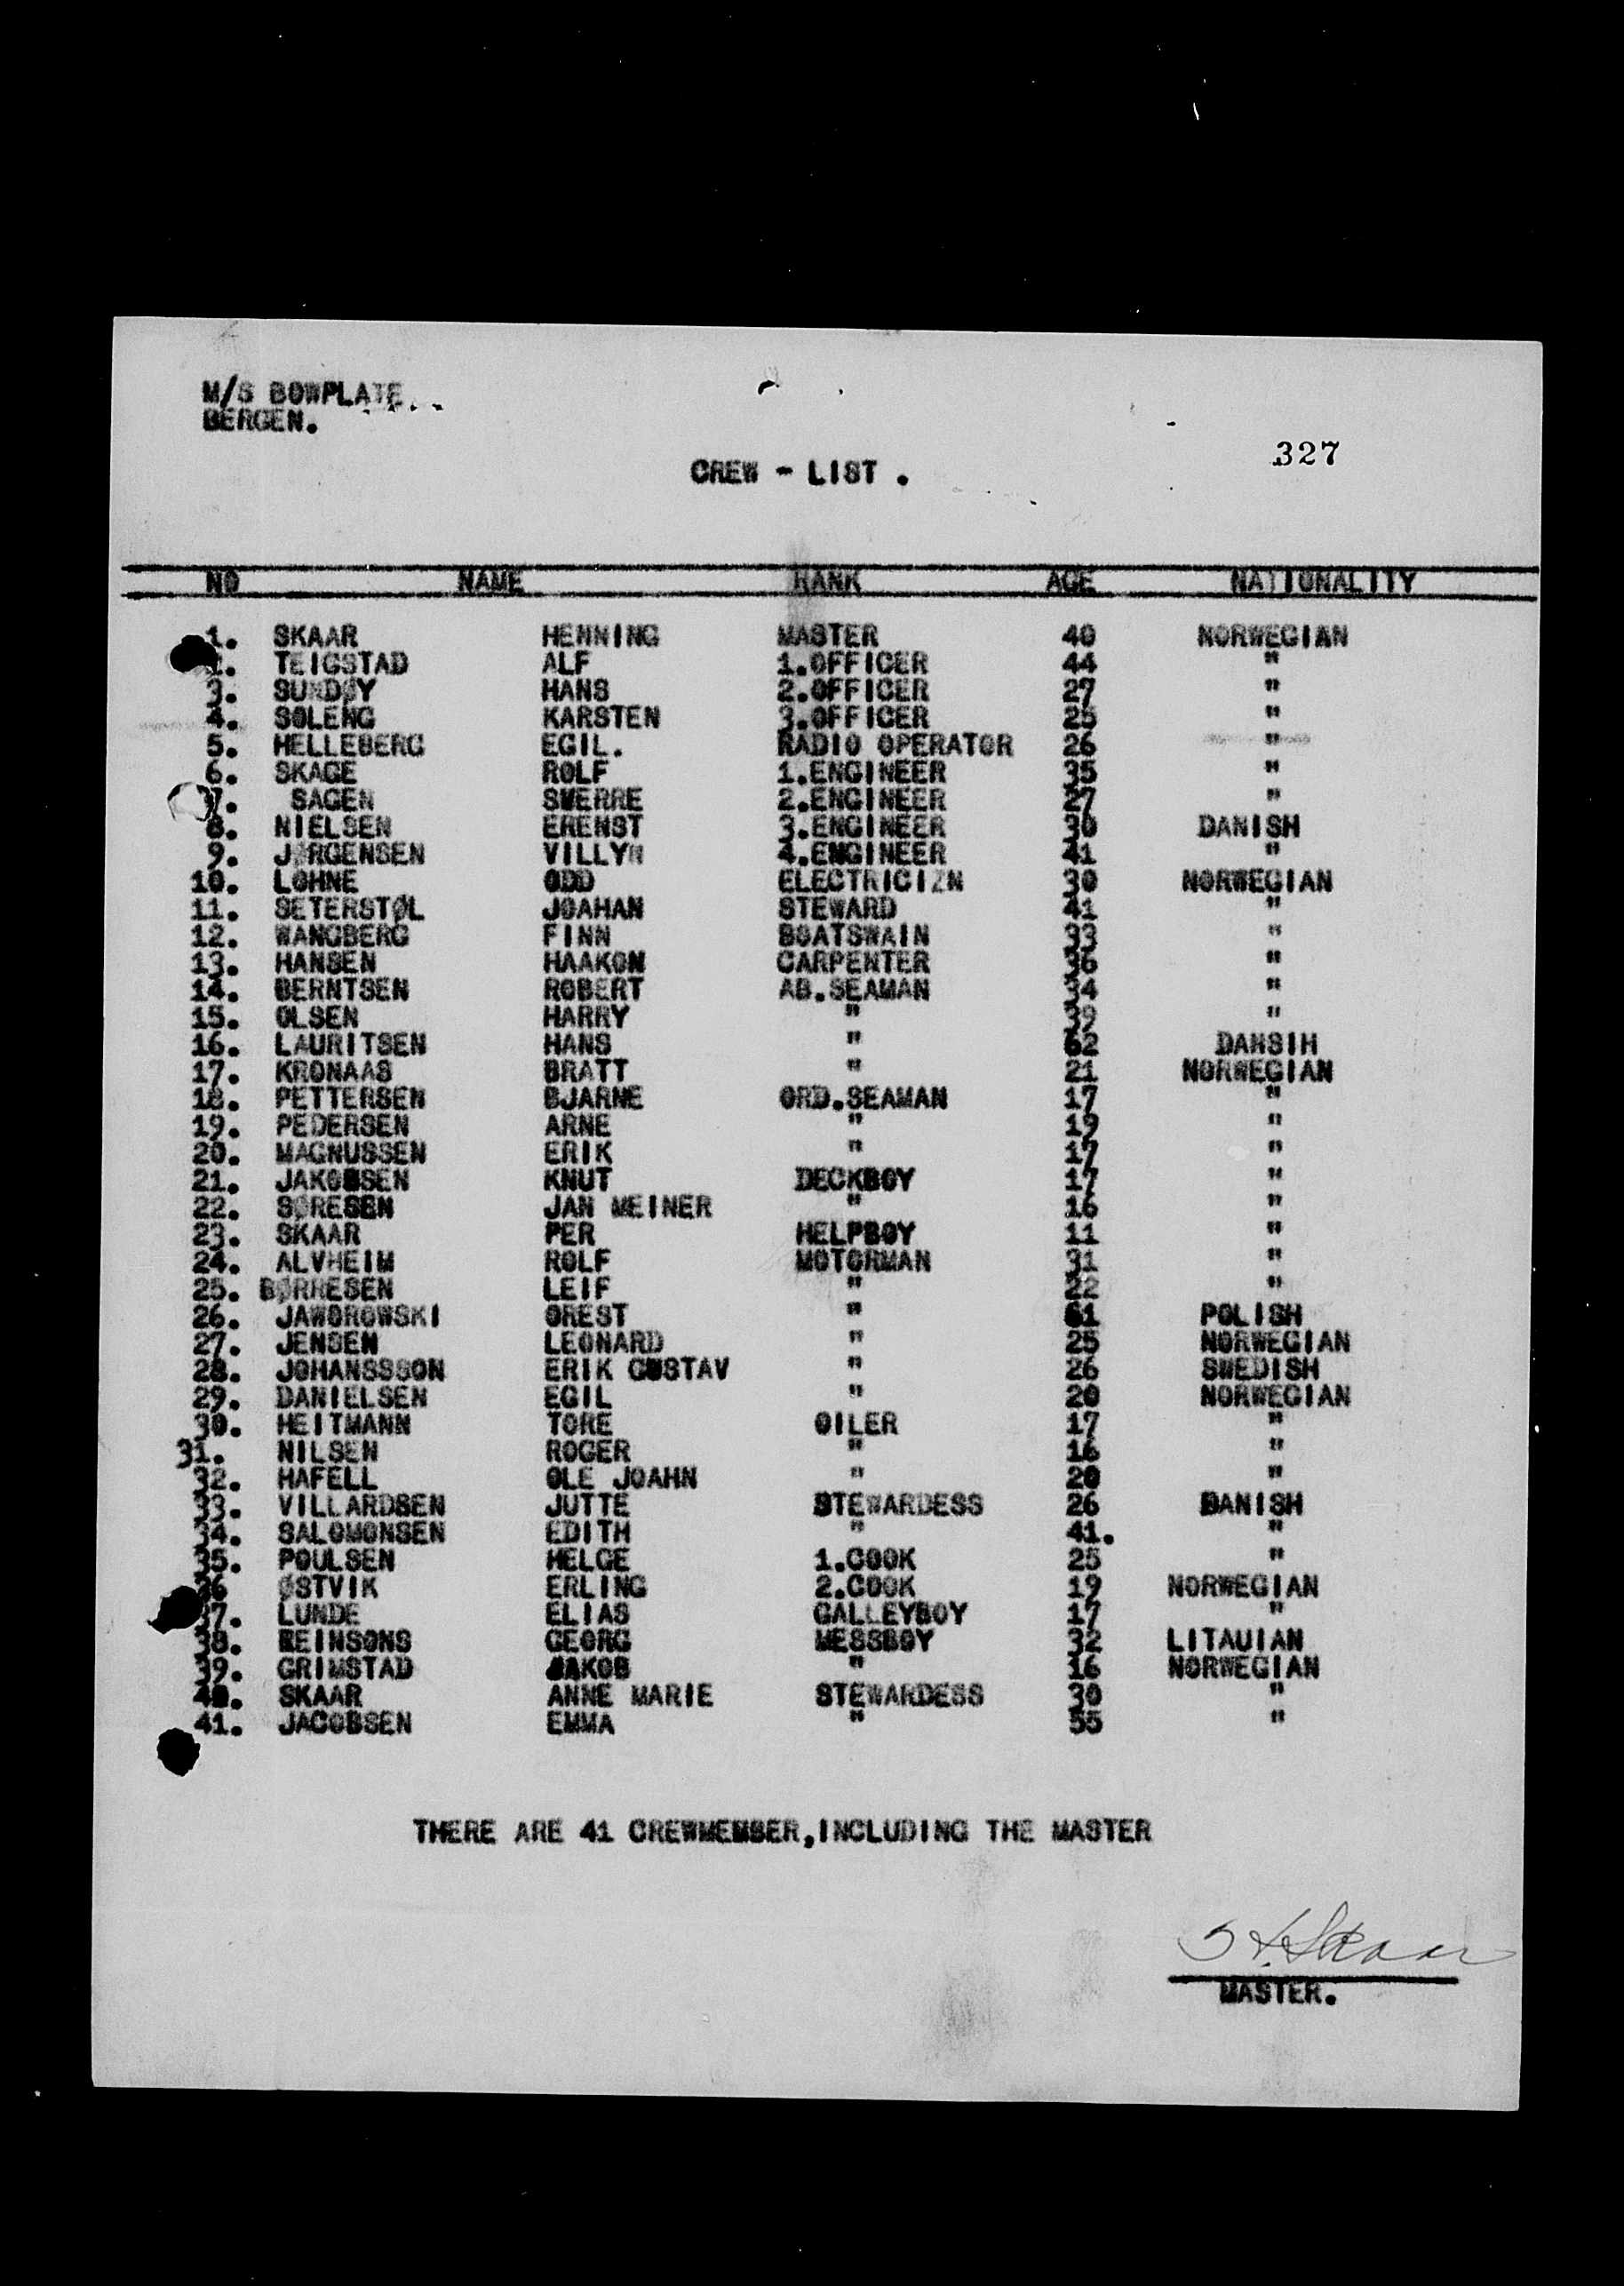 M/S BOWPLATE
BERGEN.
327
CREW - LIST .
NO NAME RANK AGE NATIONALITY
1. SKAAR HENNING MASTER 40 NORWEGIAN
2. TEIGSTAD ALF 1.OFFICER 44 "
3. SUNDØY HANS 2.OFFICER 27 "
4. SOLENG KARSTEN 3.OFFICER 25 "
5. HELLEBERG EGIL. RADIO OPERATOR 26 "
6. SKAGE ROLF 1.ENGINEER 35 "
7. SAGEN SWERRE 2.ENGINEER 27 "
8. NIELSEN ERENST 3.ENGINEER 30 DANISH
9. JØRGENSEN VILLYN 4.ENGINEER 41 "
10. LOHNE ODD ELECTRICIZN 30 NORWEGIAN
11. SETERSTØL JOAHAN STEWARD 41 "
12. WANGBERG FINN BOATSWAIN 33 "
13. HANSEN HAAKON CARPENTER 36 "
14. BERNTSEN ROBERT AB.SEAMAN 34 "
15. OLSEN HARRY " 39 "
16. LAURITSEN HANS " 62 DANSIH
17. KRONAAS BRATT " 21 NORWEGIAN
18. PETTERSEN BJARNE ORD.SEAMAN 17 "
19. PEDERSEN ARNE " 19 "
20. MAGNUSSEN ERIK " 17 "
21. JAKOBSEN KNUT DECKBOY 17 "
22. SØRESEN JAN MEINER " 16 "
23. SKAAR PER HELPBOY 11 "
24. ALVHEIM ROLF MOTORMAN 31 "
25. BØRRESEN LEIF " 22 "
26. JAWOROWSKI OREST " 61 POLISH
27. JENSEN LEONARD " 25 NORWEGIAN
28. JOHANSSSON ERIK GUSTAV " 26 SWEDISH
29. DANIELSEN EGIL " 20 NORWEGIAN
30. HEITMANN TORE OILER 17 "
31. NILSEN ROGER " 16 "
32. HAFELL OLE JOAHN " 20 "
33. VILLARDSEN JUTTE STEWARDESS 26 DANISH
34. SALOMONSEN EDITH " 41. "
35. POULSEN HELGE 1.COOK 25 "
36 ØSTVIK ERLING 2.COOK 19 NORWEGIAN
37. LUNDE ELIAS GALLEYBOY 17 "
38. REINSONS GEORG MESSBOY 32 LITAUIAN
39. GRIMSTAD JAKOB " 16 NORWEGIAN
40. SKAAR ANNE MARIE STEWARDESS 30 "
41. JACOBSEN EMMA " 55 "
THERE ARE 41 CREWMEMBER,INCLUDING THE MASTER
H. Skaar
MASTER.